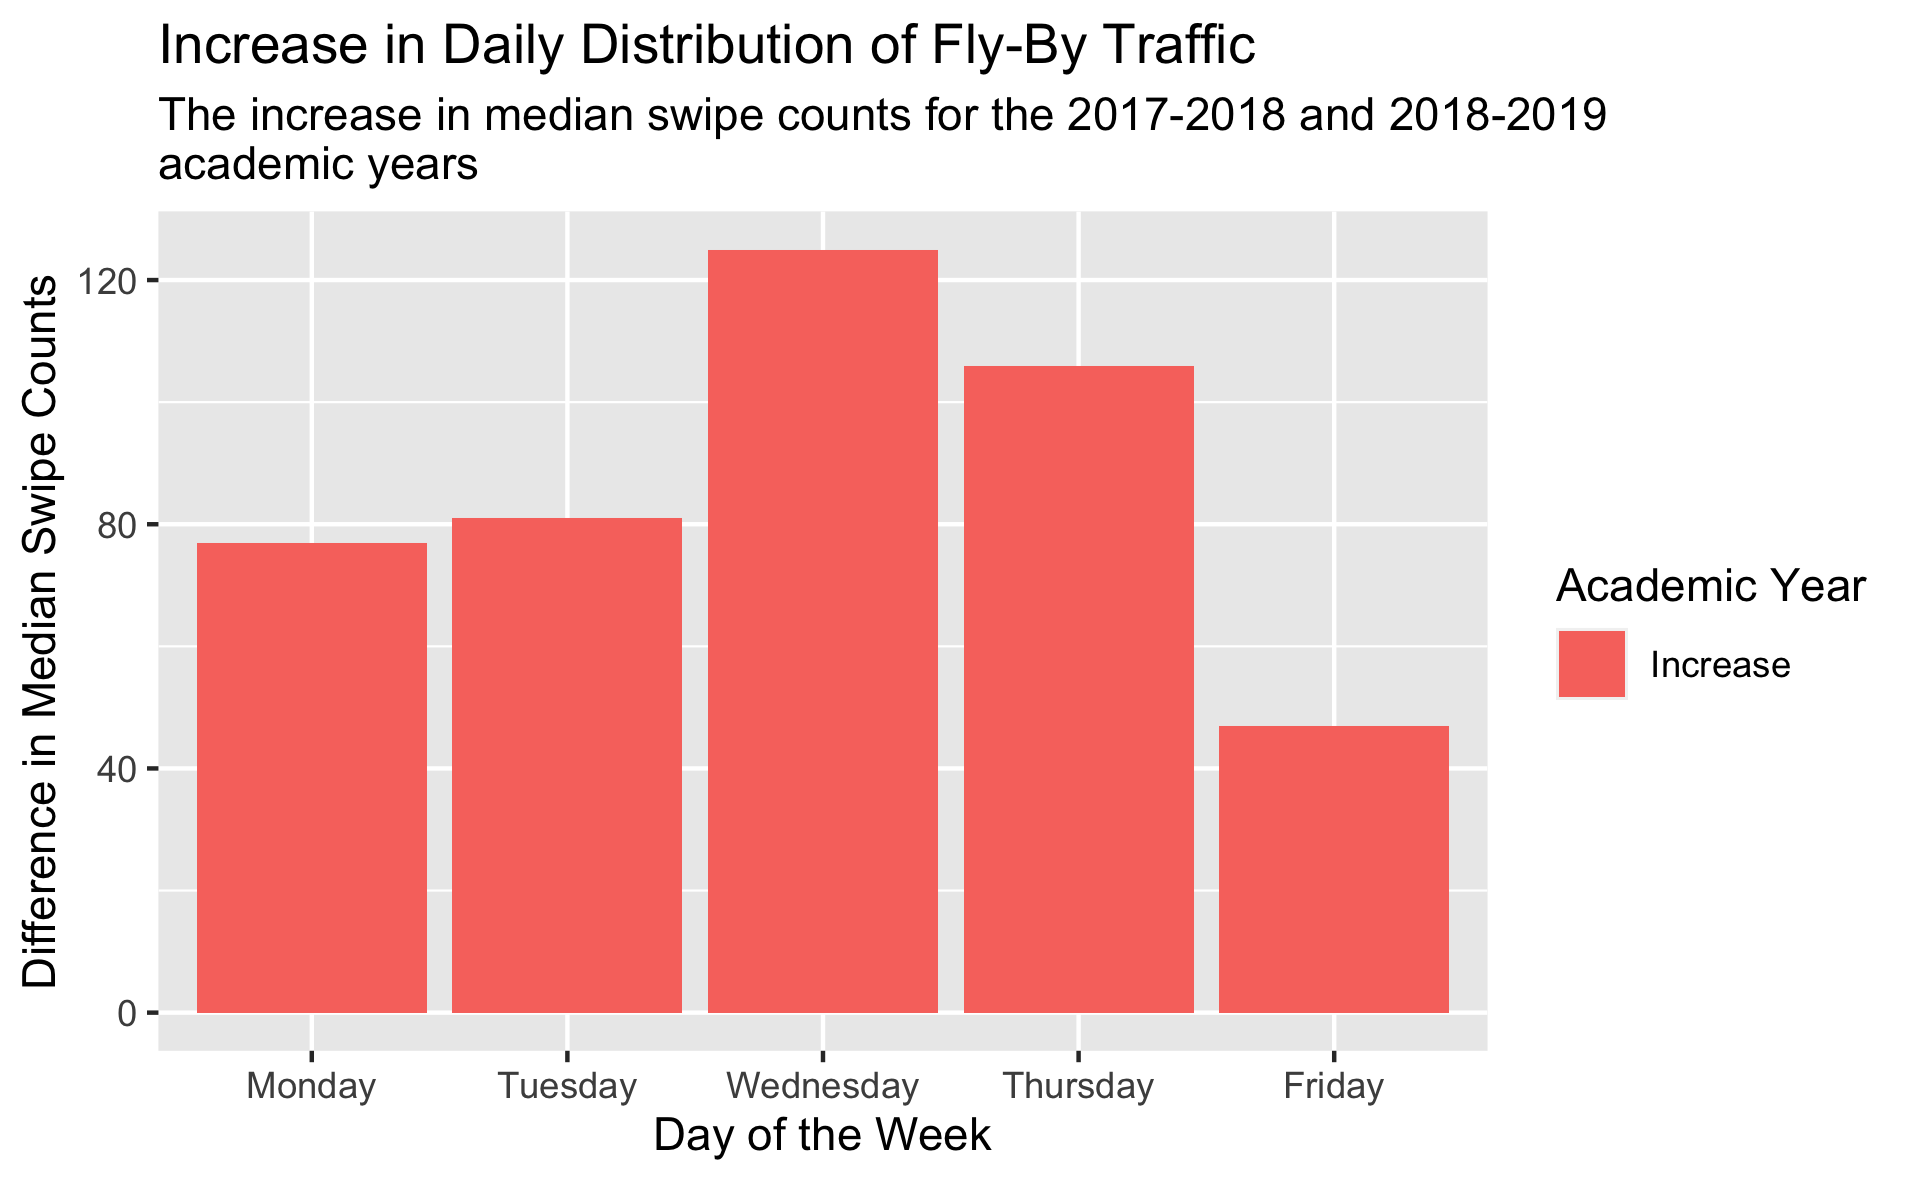 Increase in Daily Distribution of Fly-By Traffic
The increase in median swipe counts for the 2017-2018 and 2018-2019
academic years
Difference in Median Swipe Counts
120
80
40
0
Monday Tuesday Wednesday Thursday Friday
Day of the Week
Academic Year
Increase